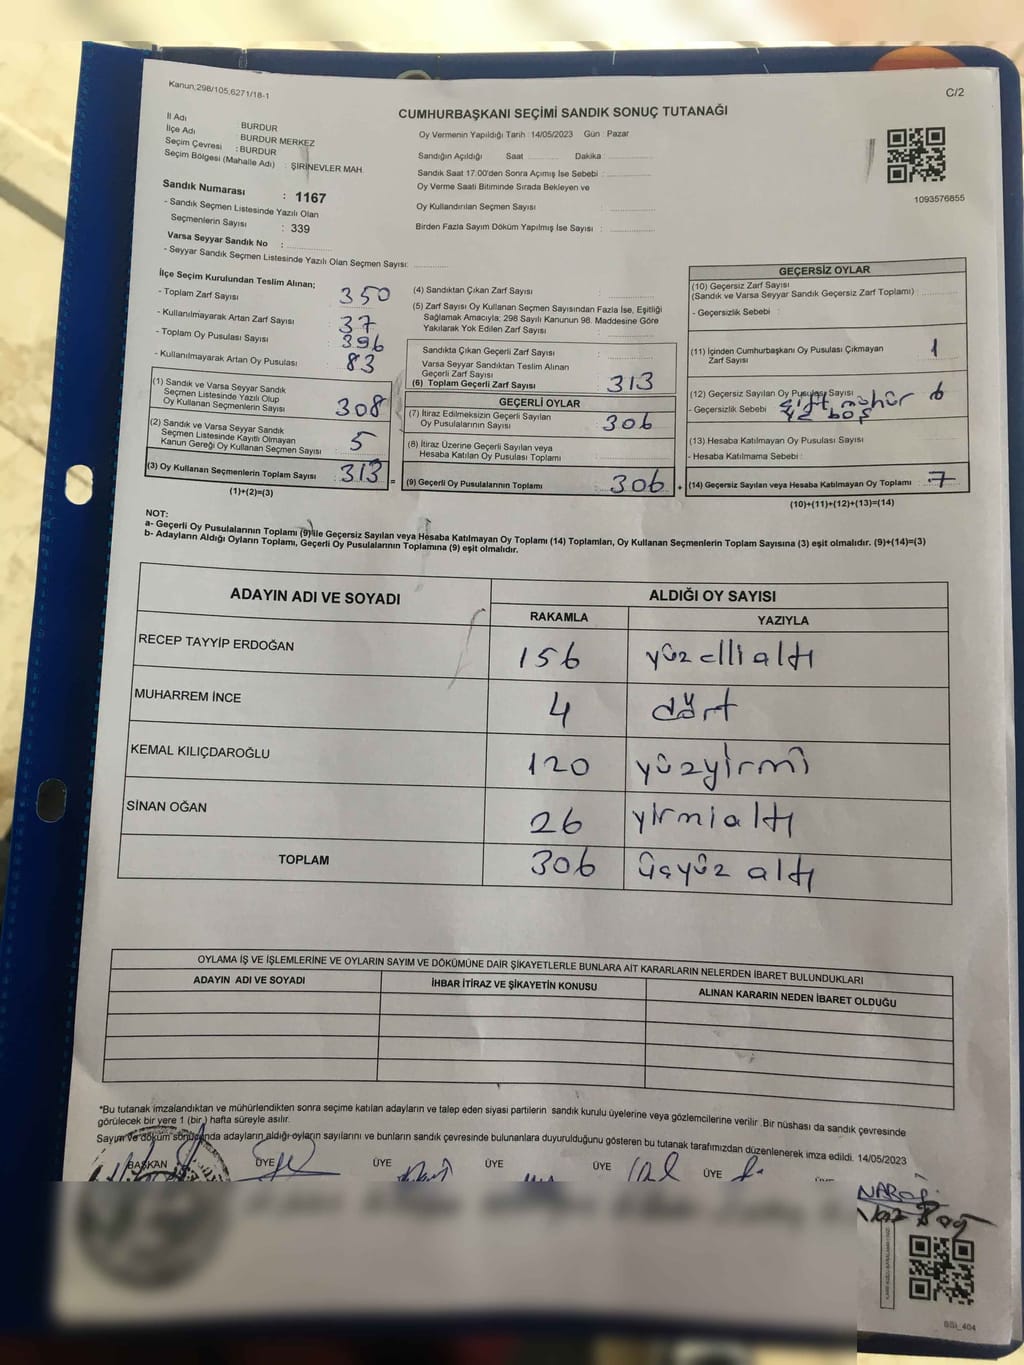 Kanun,298/105,6271/18-1
C/2
CUMHURBAŞKANI SEÇİMİ SANDIK SONUÇ TUTANAĞI
İl Adı BURDUR
İlçe Adı BURDUR MERKEZ
Seçim Çevresi : BURDUR
Seçim Bölgesi (Mahalle Adı) : ŞİRİNEVLER MAH
Sandık Numarası : 1167
- Sandık Seçmen Listesinde Yazılı Olan
Seçmenlerin Sayısı : 339
Varsa Seyyar Sandık No :
- Seyyar Sandık Seçmen Listesinde Yazılı Olan Seçmen Sayısı:
Oy Vermenin Yapıldığı Tarih : 14/05/2023 Gün : Pazar
Sandığın Açıldığı Saat Dakika :
Sandık Saat 17:00'den Sonra Açımış İse Sebebi :
Oy Verme Saati Bitiminde Sırada Bekleyen ve
Oy Kullandırılan Seçmen Sayısı :
Birden Fazla Sayım Döküm Yapılmış İse Sayısı :
1093576855
İlçe Seçim Kurulundan Teslim Alınan;
- Toplam Zarf Sayısı 350
- Kullanılmayarak Artan Zarf Sayısı 37
- Toplam Oy Pusulası Sayısı 396
- Kullanılmayarak Artan Oy Pusulası 83
(1) Sandık ve Varsa Seyyar Sandık
Seçmen Listesinde Yazılı Olup
Oy Kullanan Seçmenlerin Sayısı 308
(2) Sandık ve Varsa Seyyar Sandık
Seçmen Listesinde Kayıtlı Olmayan
Kanun Gereği Oy Kullanan Seçmen Sayısı 5
(3) Oy Kullanan Seçmenlerin Toplam Sayısı : 313 =
(1)+(2)=(3)
(4) Sandıktan Çıkan Zarf Sayısı :
(5) Zarf Sayısı Oy Kullanan Seçmen Sayısından Fazla İse, Eşitliği
Sağlamak Amacıyla; 298 Sayılı Kanunun 98. Maddesine Göre
Yakılarak Yok Edilen Zarf Sayısı
Sandıkta Çıkan Geçerli Zarf Sayısı
Varsa Seyyar Sandıktan Teslim Alınan
Geçerli Zarf Sayısı
(6) Toplam Geçerli Zarf Sayısı : 313
GEÇERLİ OYLAR
(7) İtiraz Edilmeksizin Geçerli Sayılan
Oy Pusulalarının Sayısı : 306
(8) İtiraz Üzerine Geçerli Sayılan veya
Hesaba Katılan Oy Pusulası Toplamı
(9) Geçerli Oy Pusulalarının Toplamı : 306 +
GEÇERSİZ OYLAR
(10) Geçersiz Zarf Sayısı
(Sandık ve Varsa Seyyar Sandık Geçersiz Zarf Toplamı) :
- Geçersizlik Sebebi :
(11) İçinden Cumhurbaşkanı Oy Pusulası Çıkmayan
Zarf Sayısı 1
(12) Geçersiz Sayılan Oy Pusulası Sayısı 6
- Geçersizlik Sebebi çift mühür
boş
(13) Hesaba Katılmayan Oy Pusulası Sayısı
- Hesaba Katılmama Sebebi :
(14) Geçersiz Sayılan veya Hesaba Katılmayan Oy Toplamı : 7
(10)+(11)+(12)+(13)=(14)
NOT:
a- Geçerli Oy Pusulalarının Toplamı (9) ile Geçersiz Sayılan veya Hesaba Katılmayan Oy Toplamı (14) Toplamları, Oy Kullanan Seçmenlerin Toplam Sayısına (3) eşit olmalıdır. (9)+(14)=(3)
b- Adayların Aldığı Oyların Toplamı, Geçerli Oy Pusulalarının Toplamına (9) eşit olmalıdır.
ADAYIN ADI VE SOYADI ALDIĞI OY SAYISI
RAKAMLA YAZIYLA
RECEP TAYYİP ERDOĞAN 156 yüzelli altı
MUHARREM İNCE 4 dört
KEMAL KILIÇDAROĞLU 120 yüzyirmi
SİNAN OĞAN 26 yirmialtı
TOPLAM 306 üçyüz altı
OYLAMA İŞ VE İŞLEMLERİNE VE OYLARIN SAYIM VE DÖKÜMÜNE DAİR ŞİKAYETLERLE BUNLARA AİT KARARLARIN NELERDEN İBARET BULUNDUKLARI
ADAYIN ADI VE SOYADI İHBAR İTİRAZ VE ŞİKAYETİN KONUSU ALINAN KARARIN NEDEN İBARET OLDUĞU
*Bu tutanak imzalandıktan ve mühürlendikten sonra seçime katılan adayların ve talep eden siyasi partilerin sandık kurulu üyelerine veya gözlemcilerine verilir .Bir nüshası da sandık çevresinde
görülecek bir yere 1 (bir ) hafta süreyle asılır.
Sayım ve döküm sonucunda adayların aldığı oyların sayılarını ve bunların sandık çevresinde bulunanlara duyurulduğunu gösteren bu tutanak tarafımızdan düzenlenerek imza edildi. 14/05/2023
BAŞKAN ÜYE ÜYE ÜYE ÜYE ÜYE
BSI_404